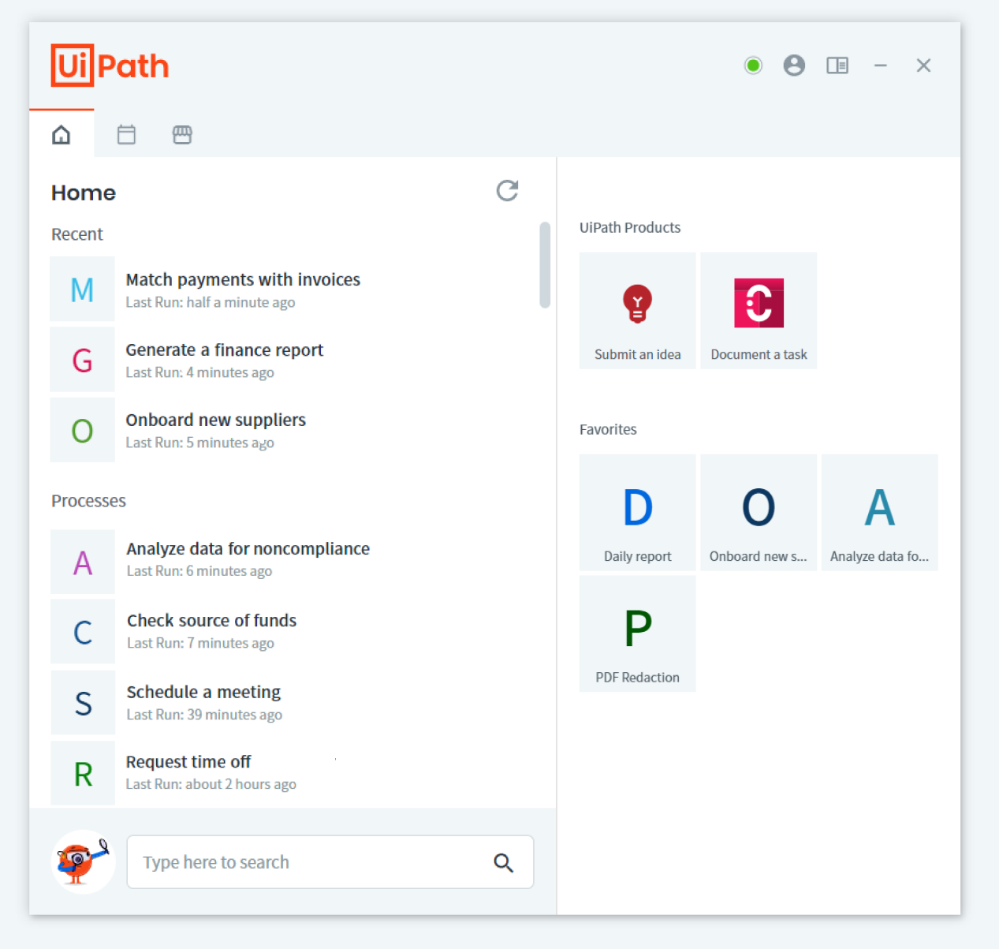 UiPath
Home
Recent
M
Match payments with invoices
Last Run: half a minute ago
G
Generate a finance report
Last Run: 4 minutes ago
O
Onboard new suppliers
Last Run: 5 minutes ago
Processes
A
Analyze data for noncompliance
Last Run: 6 minutes ago
C
Check source of funds
Last Run: 7 minutes ago
S
Schedule a meeting
Last Run: 39 minutes ago
R
Request time off
Last Run: about 2 hours ago
Type here to search
UiPath Products
Submit an idea
C
Document a task
Favorites
D
Daily report
O
Onboard new s...
A
Analyze data fo...
P
PDF Redaction